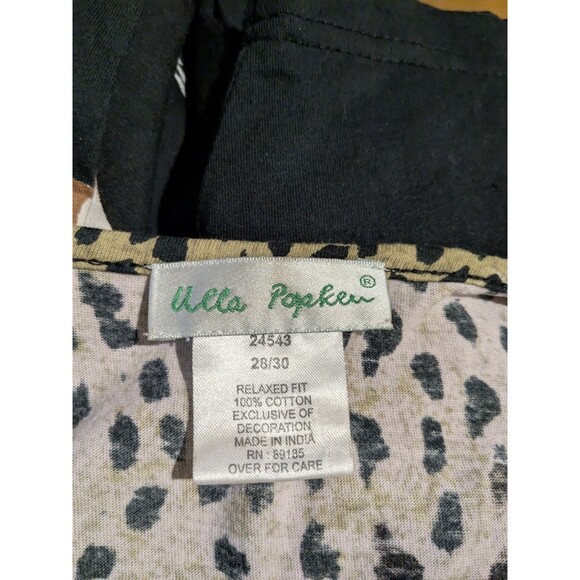 Ulla Popken®
24543
28/30
RELAXED FIT
100% COTTON
EXCLUSIVE OF
DECORATION
MADE IN INDIA
RN : 89185
OVER FOR CARE